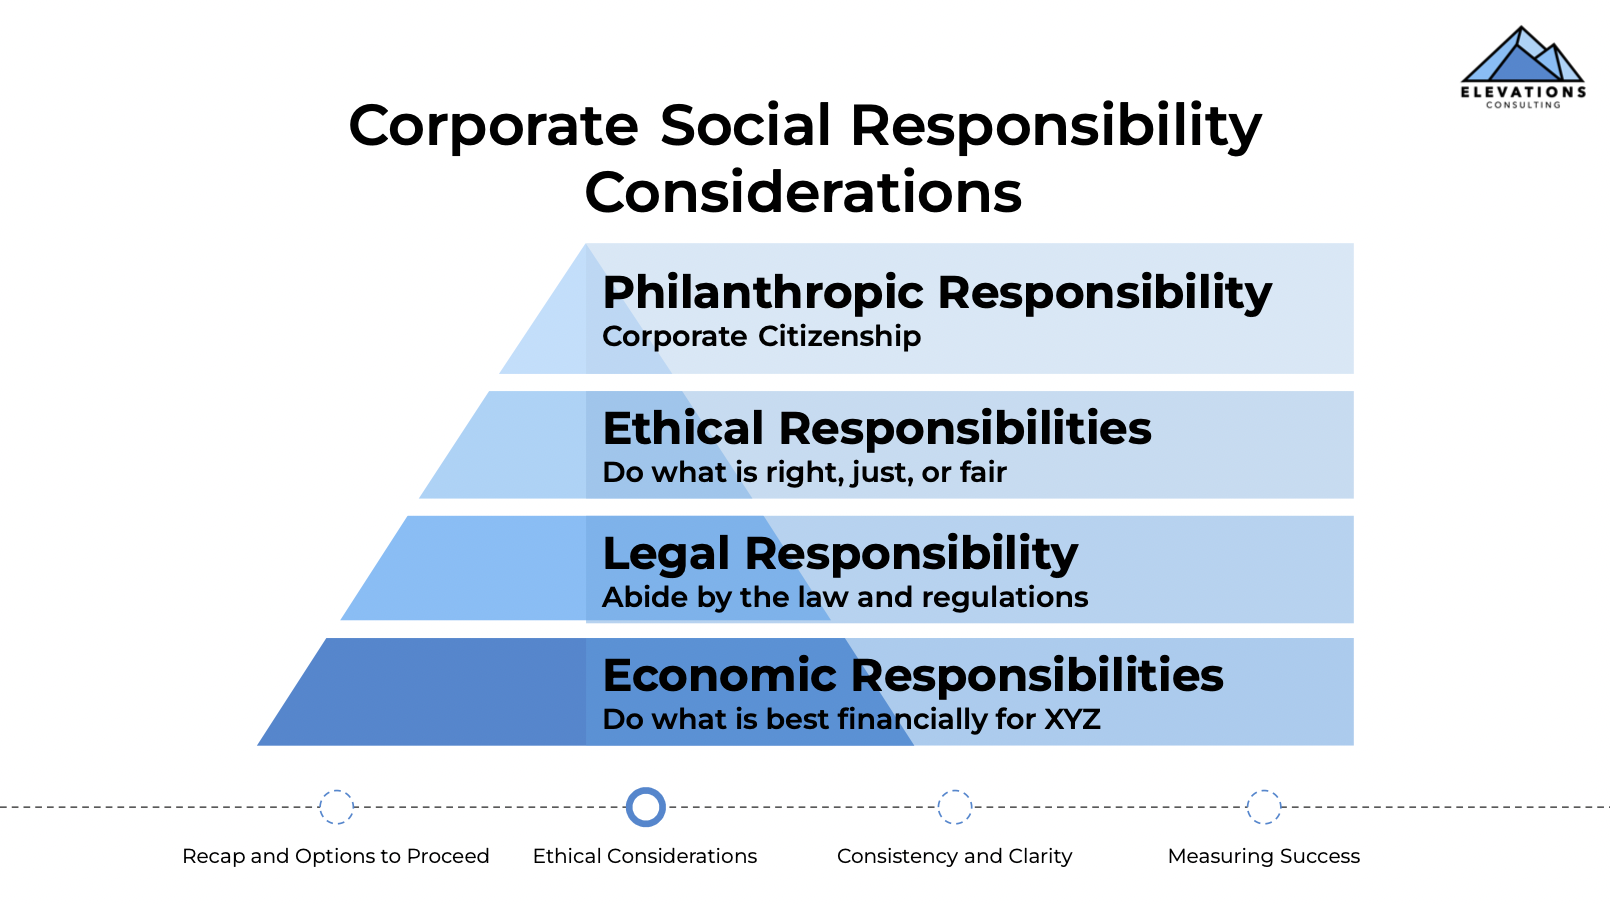 ELEVATIONS
CONSULTING
Corporate Social Responsibility
Considerations
Philanthropic Responsibility
Corporate Citizenship
Ethical Responsibilities
Do what is right, just, or fair
Legal Responsibility
Abide by the law and regulations
Economic Responsibilities
Do what is best financially for XYZ
Recap and Options to Proceed
Ethical Considerations
Consistency and Clarity
Measuring Success